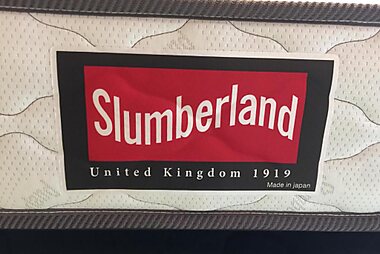 Slumberland
United Kingdom 1919
Made in japan